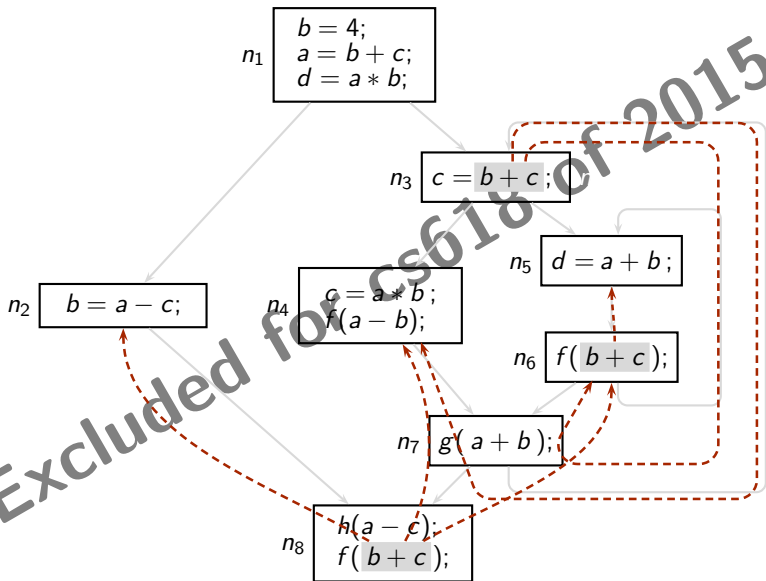 b = 4;
n1 a = b + c;
d = a ∗ b;
n3 c = b + c ;
n5 d = a + b ;
n2 b = a − c;
n4 c = a ∗ b ;
f(a − b);
n6 f( b + c );
n7 g( a + b );
n8 h(a − c);
f( b + c );
Excluded for cs618 of 2015